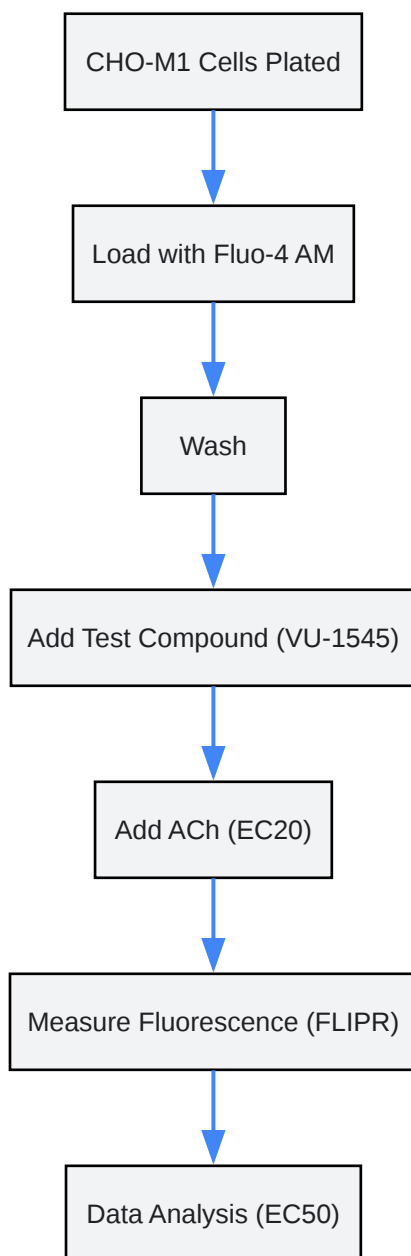 CHO-M1 Cells Plated
Load with Fluo-4 AM
Wash
Add Test Compound (VU-1545)
Add ACh (EC20)
Measure Fluorescence (FLIPR)
Data Analysis (EC50)